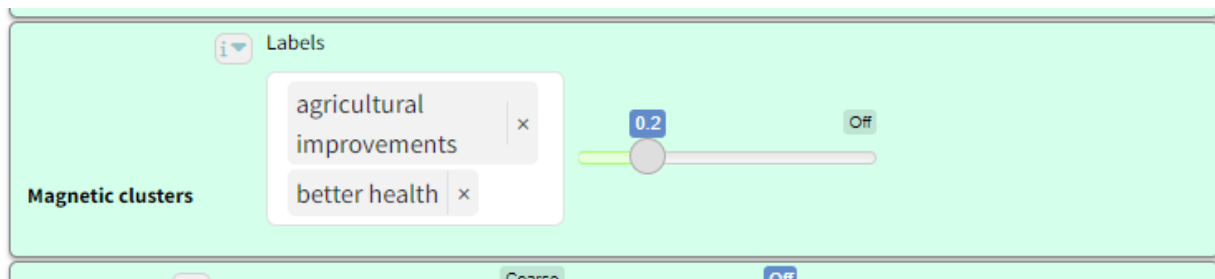 i
Labels
agricultural
improvements
×
0.2
Off
better health ×
Magnetic clusters
Coarse
Off